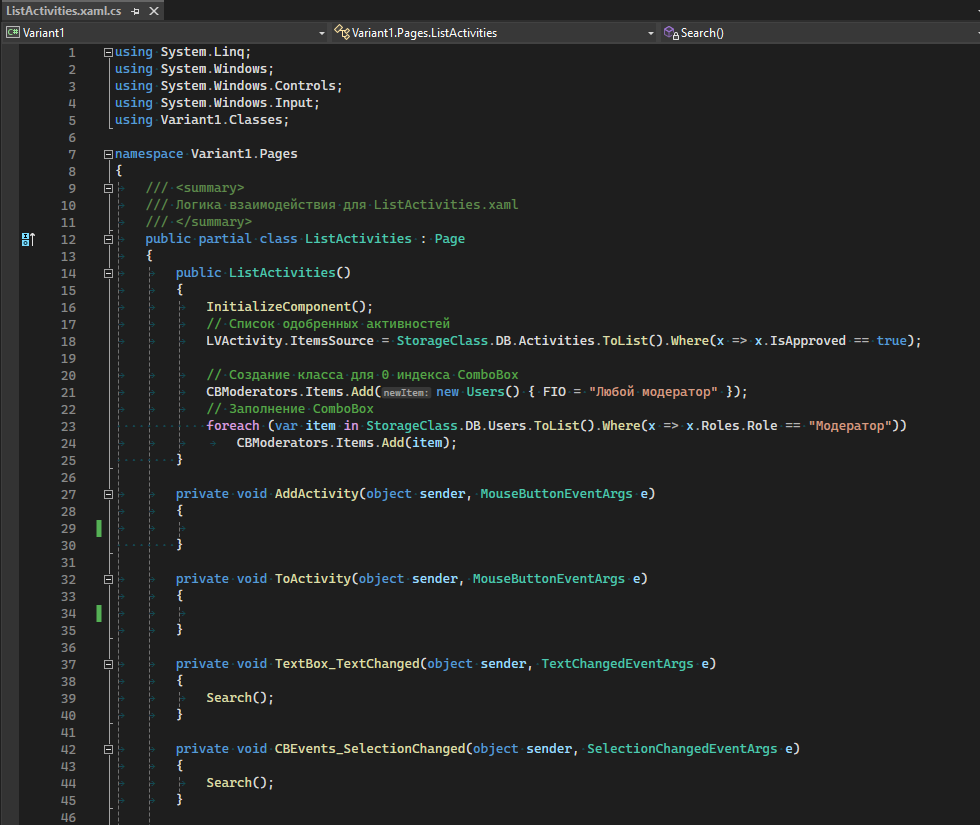 ListActivities.xaml.cs
C# Variant1 Variant1.Pages.ListActivities Search()
1 using System.Linq;
2 using System.Windows;
3 using System.Windows.Controls;
4 using System.Windows.Input;
5 using Variant1.Classes;
6
7 namespace Variant1.Pages
8 {
9 /// <summary>
10 /// Логика взаимодействия для ListActivities.xaml
11 /// </summary>
12 public partial class ListActivities : Page
13 {
14 public ListActivities()
15 {
16 InitializeComponent();
17 // Список одобренных активностей
18 LVActivity.ItemsSource = StorageClass.DB.Activities.ToList().Where(x => x.IsApproved == true);
19
20 // Создание класса для 0 индекса ComboBox
21 CBModerators.Items.Add(newItem: new Users() { FIO = "Любой модератор" });
22 // Заполнение ComboBox
23 foreach (var item in StorageClass.DB.Users.ToList().Where(x => x.Roles.Role == "Модератор"))
24 CBModerators.Items.Add(item);
25 }
26
27 private void AddActivity(object sender, MouseButtonEventArgs e)
28 {
29
30 }
31
32 private void ToActivity(object sender, MouseButtonEventArgs e)
33 {
34
35 }
36
37 private void TextBox_TextChanged(object sender, TextChangedEventArgs e)
38 {
39 Search();
40 }
41
42 private void CBEvents_SelectionChanged(object sender, SelectionChangedEventArgs e)
43 {
44 Search();
45 }
46